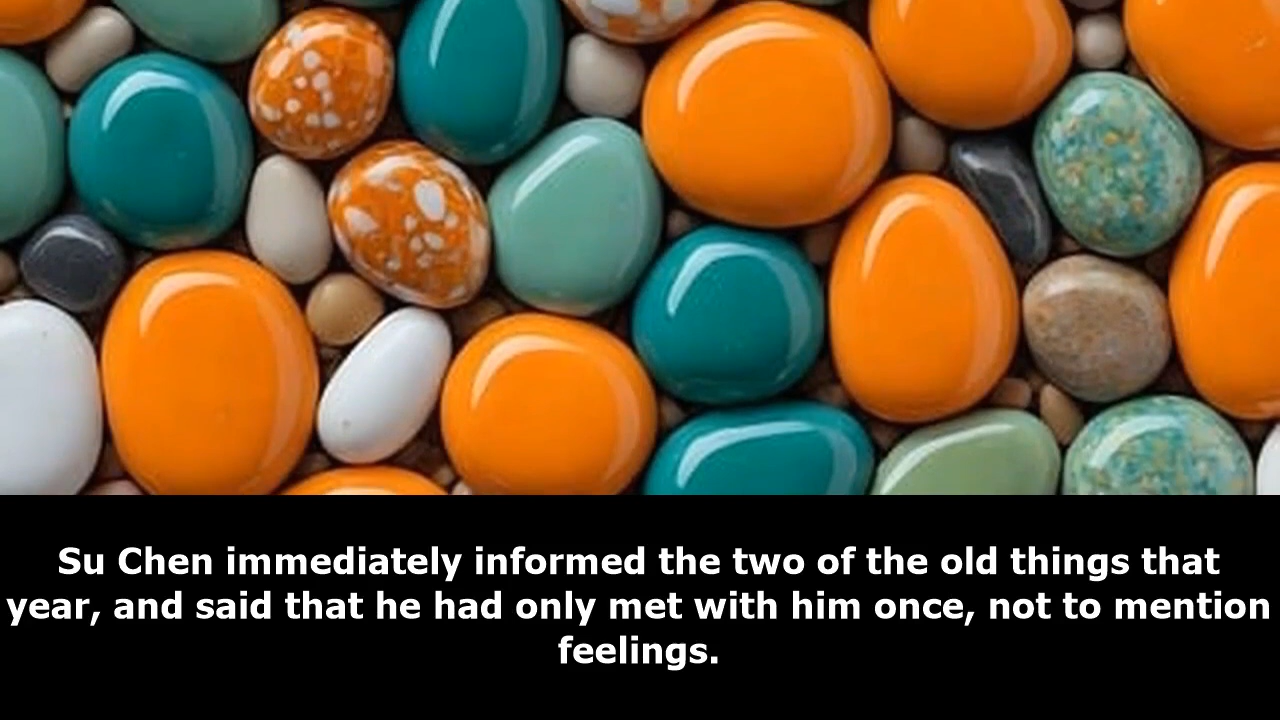 Su Chen immediately informed the two of the old things that
year, and said that he had only met with him once, not to mention
feelings.